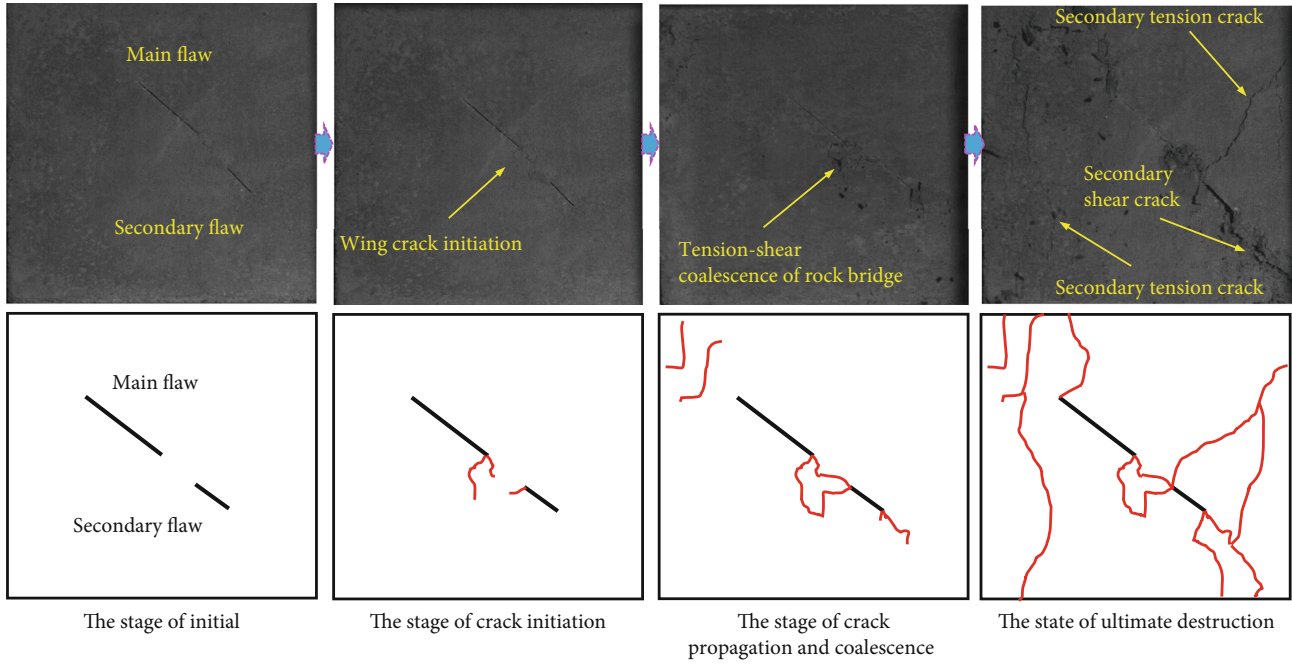 Main flaw
Secondary flaw
Wing crack initiation
Tension-shear
coalescence of rock bridge
Secondary tension crack
Secondary
shear crack
Secondary tension crack
Main flaw
Secondary flaw
The stage of initial
The stage of crack initiation
The stage of crack
propagation and coalescence
The state of ultimate destruction